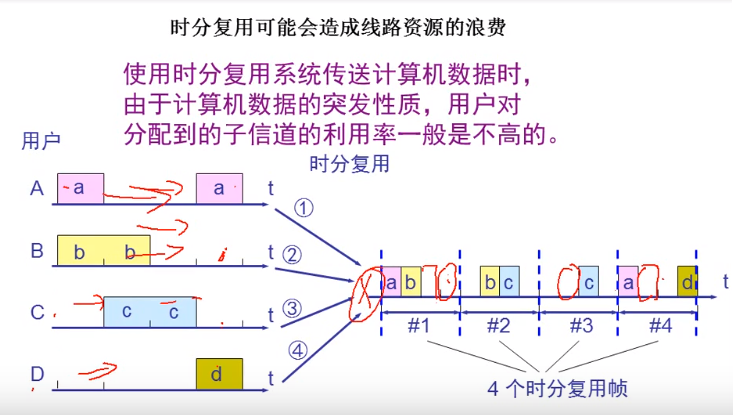 时分复用可能会造成线路资源的浪费
使用时分复用系统传送计算机数据时，
由于计算机数据的突发性质，用户对
分配到的子信道的利用率一般是不高的。
用户
时分复用
A a a t ①
B b b t ②
C c c t ③
D d t ④
a b b c c a d t
#1 #2 #3 #4
4 个时分复用帧